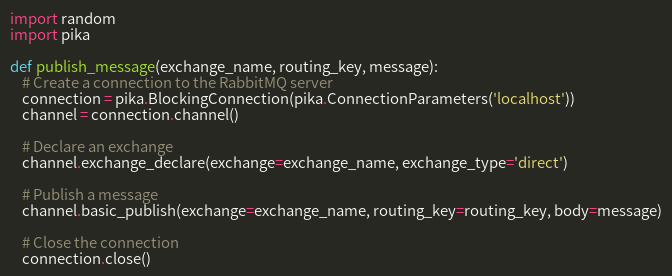 import random
import pika

def publish_message(exchange_name, routing_key, message):
    # Create a connection to the RabbitMQ server
    connection = pika.BlockingConnection(pika.ConnectionParameters('localhost'))
    channel = connection.channel()

    # Declare an exchange
    channel.exchange_declare(exchange=exchange_name, exchange_type='direct')

    # Publish a message
    channel.basic_publish(exchange=exchange_name, routing_key=routing_key, body=message)

    # Close the connection
    connection.close()